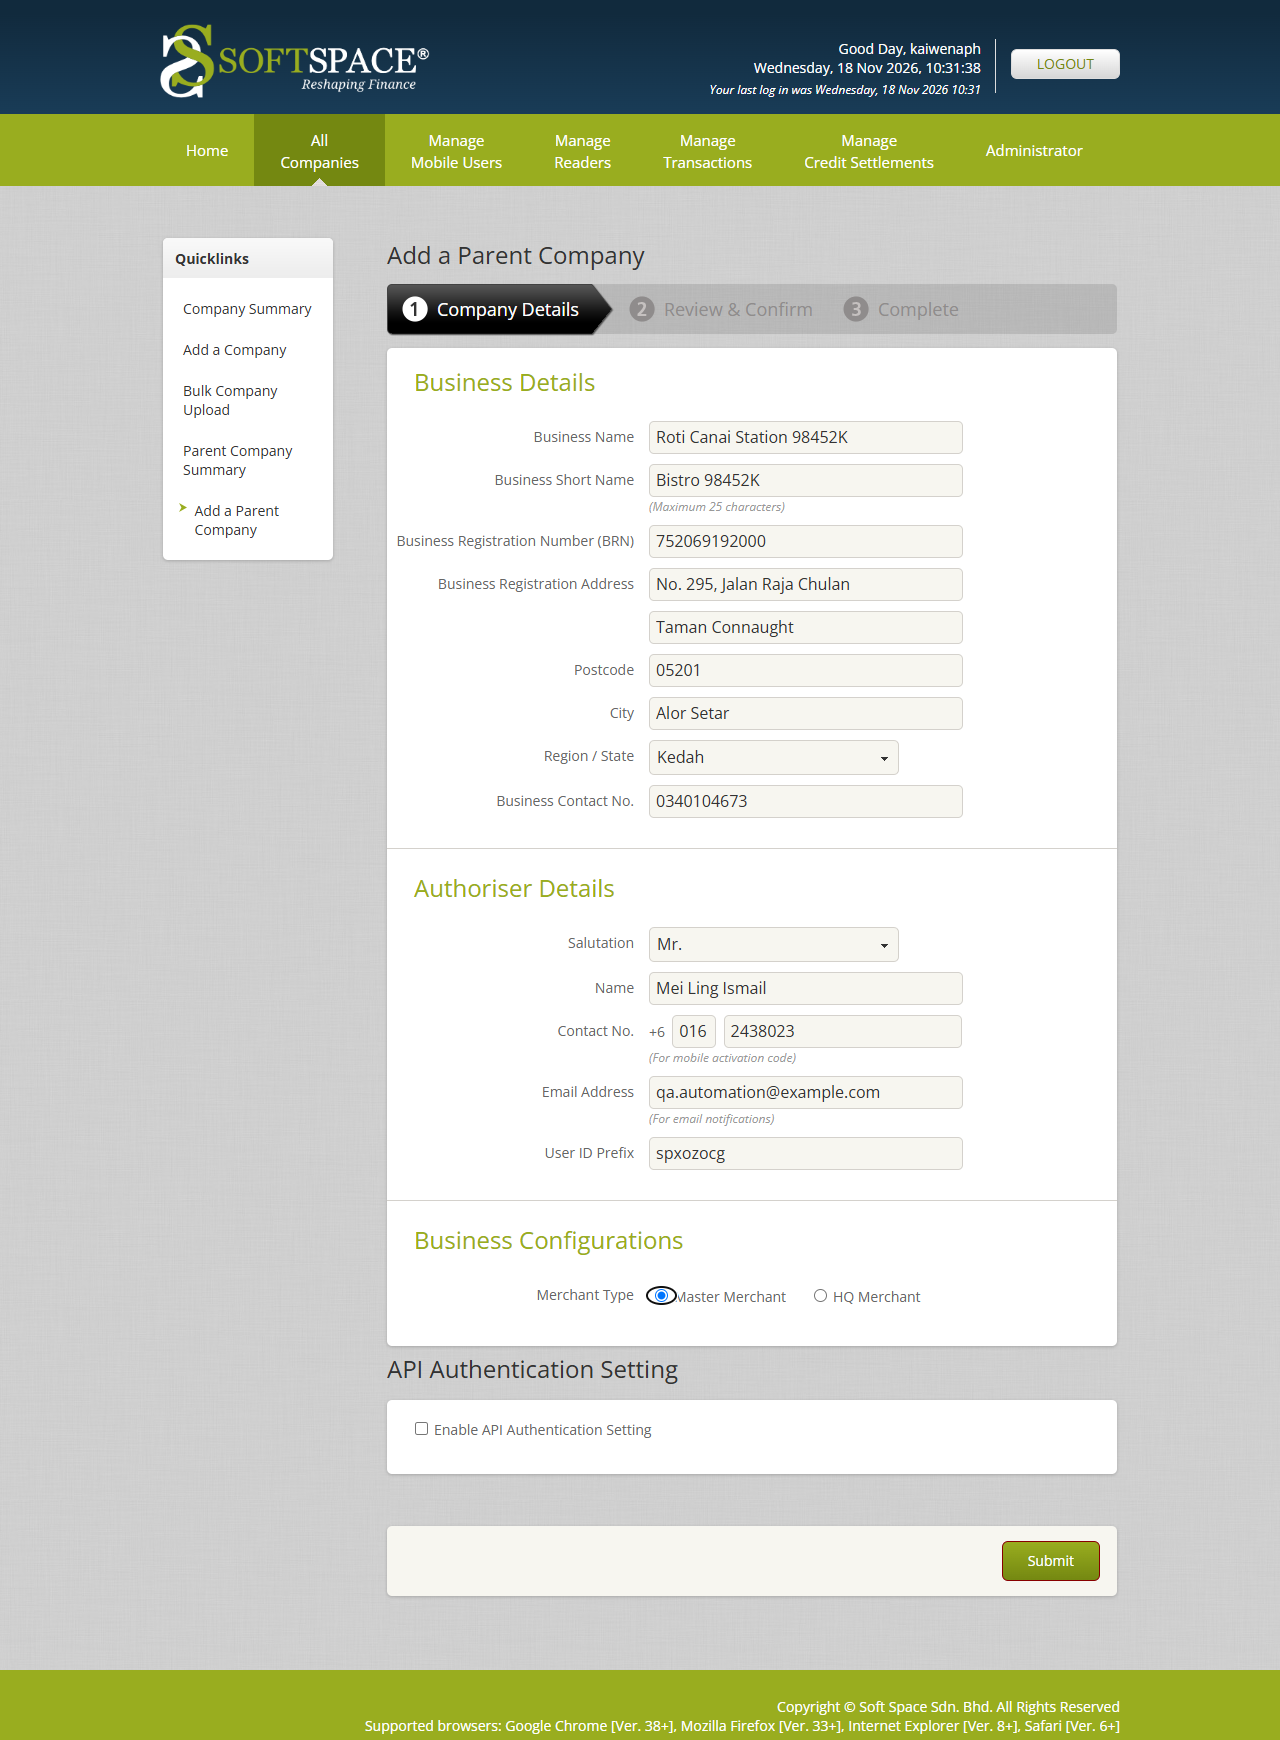 SOFTSPACE®
Reshaping Finance
Good Day, kaiwenaph
Wednesday, 18 Nov 2026, 10:31:38
Your last log in was Wednesday, 18 Nov 2026 10:31
LOGOUT
Home
All
Companies
Manage
Mobile Users
Manage
Readers
Manage
Transactions
Manage
Credit Settlements
Administrator
Quicklinks
Company Summary
Add a Company
Bulk Company
Upload
Parent Company
Summary
Add a Parent
Company
Add a Parent Company
1 Company Details
2 Review & Confirm
3 Complete
Business Details
Business Name Roti Canai Station 98452K
Business Short Name Bistro 98452K
(Maximum 25 characters)
Business Registration Number (BRN) 752069192000
Business Registration Address No. 295, Jalan Raja Chulan
Taman Connaught
Postcode 05201
City Alor Setar
Region / State Kedah
Business Contact No. 0340104673
Authoriser Details
Salutation Mr.
Name Mei Ling Ismail
Contact No. +6 016 2438023
(For mobile activation code)
Email Address qa.automation@example.com
(For email notifications)
User ID Prefix spxozocg
Business Configurations
Merchant Type Master Merchant HQ Merchant
API Authentication Setting
Enable API Authentication Setting
Submit
Copyright © Soft Space Sdn. Bhd. All Rights Reserved
Supported browsers: Google Chrome [Ver. 38+], Mozilla Firefox [Ver. 33+], Internet Explorer [Ver. 8+], Safari [Ver. 6+]